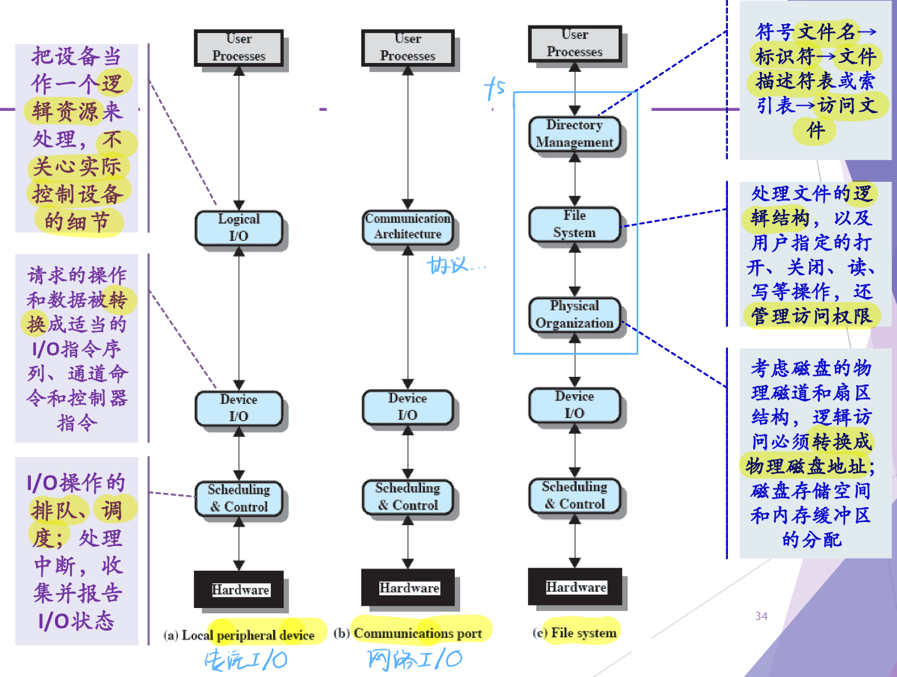 把设备当
作一个逻
辑资源来
处理，不
关心实际
控制设备
的细节
请求的操作
和数据被转
换成适当的
I/O指令序
列、通道命
令和控制器
指令
I/O操作的
排队、调
度；处理
中断，收
集并报告
I/O状态
User
Processes
Logical
I/O
Device
I/O
Scheduling
& Control
Hardware
(a) Local peripheral device
User
Processes
Communication
Architecture
协议...
Device
I/O
Scheduling
& Control
Hardware
(b) Communications port
网络I/O
fs
User
Processes
Directory
Management
File
System
Physical
Organization
Device
I/O
Scheduling
& Control
Hardware
(c) File system
符号文件名→
标识符→文件
描述符表或索
引表→访问文
件
处理文件的逻
辑结构，以及
用户指定的打
开、关闭、读、
写等操作，还
管理访问权限
考虑磁盘的物
理磁道和扇区
结构，逻辑访
问必须转换成
物理磁盘地址；
磁盘存储空间
和内存缓冲区
的分配
34